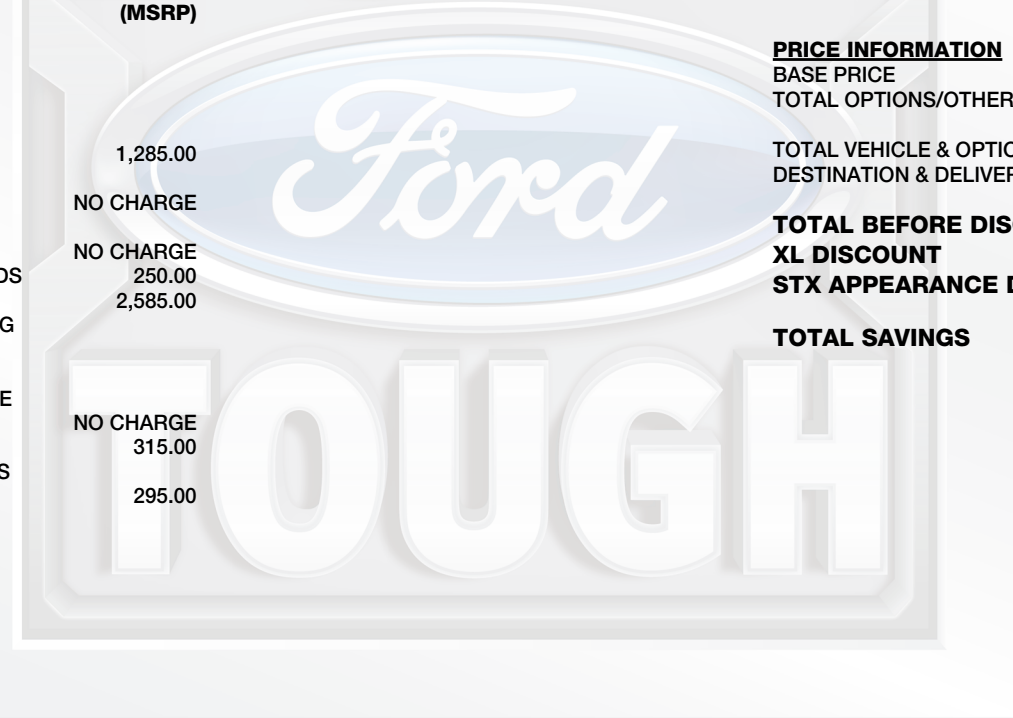 (MSRP)
1,285.00
NO CHARGE
NO CHARGE
DS 250.00
2,585.00
G
E
NO CHARGE
315.00
S
295.00
Ford
TOUGH
PRICE INFORMATION
BASE PRICE
TOTAL OPTIONS/OTHER
TOTAL VEHICLE & OPTIO
DESTINATION & DELIVER
TOTAL BEFORE DIS
XL DISCOUNT
STX APPEARANCE D
TOTAL SAVINGS